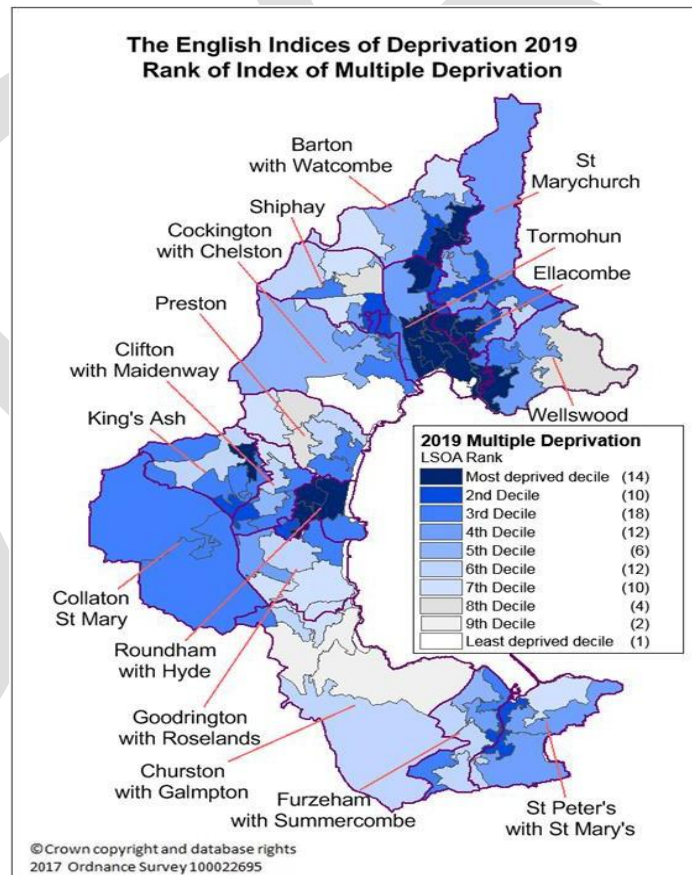 The English Indices of Deprivation 2019
Rank of Index of Multiple Deprivation
Barton
with Watcombe
St
Marychurch
Shiphay
Cockington
with Chelston
Tormohun
Ellacombe
Preston
Clifton
with Maidenway
King's Ash
Wellswood
2019 Multiple Deprivation
LSOA Rank
Most deprived decile (14)
2nd Decile (10)
3rd Decile (18)
4th Decile (12)
5th Decile (6)
6th Decile (12)
7th Decile (10)
8th Decile (4)
9th Decile (2)
Least deprived decile (1)
Collaton
St Mary
Roundham
with Hyde
Goodrington
with Roselands
Churston
with Galmpton
Furzeham
with Summercombe
St Peter's
with St Mary's
©Crown copyright and database rights
2017 Ordnance Survey 100022695